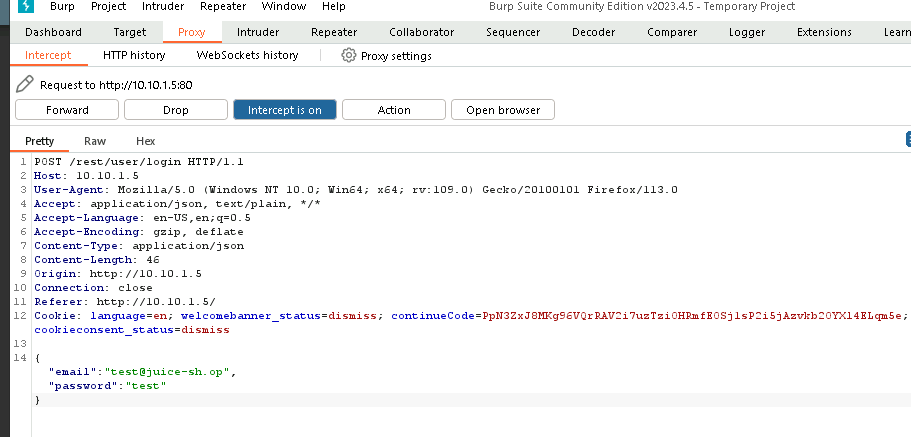 Burp Project Intruder Repeater Window Help Burp Suite Community Edition v2023.4.5 - Temporary Project
Dashboard Target Proxy Intruder Repeater Collaborator Sequencer Decoder Comparer Logger Extensions Learn
Intercept HTTP history WebSockets history Proxy settings
Request to http://10.10.1.5:80
Forward Drop Intercept is on Action Open browser
Pretty Raw Hex
1 POST /rest/user/login HTTP/1.1
2 Host: 10.10.1.5
3 User-Agent: Mozilla/5.0 (Windows NT 10.0; Win64; x64; rv:109.0) Gecko/20100101 Firefox/113.0
4 Accept: application/json, text/plain, */*
5 Accept-Language: en-US,en;q=0.5
6 Accept-Encoding: gzip, deflate
7 Content-Type: application/json
8 Content-Length: 46
9 Origin: http://10.10.1.5
10 Connection: close
11 Referer: http://10.10.1.5/
12 Cookie: language=en; welcomebanner_status=dismiss; continueCode=
cookieconsent_status=dismiss
13
14 {
"email":"test@juice-sh.op",
"password":"test"
}